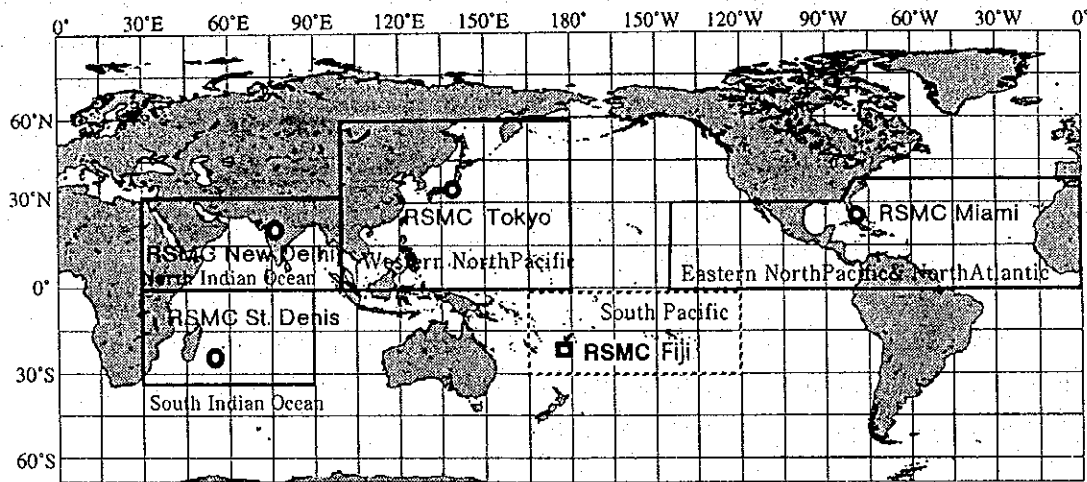 0° 30°E 60°E 90°E 120°E 150°E 180° 150°W 120°W 90°W 60°W 30°W 0°
60°N
30°N
RSMC Tokyo
RSMC Miami
RSMC New Delhi
Western NorthPacific
North Indian Ocean
Eastern NorthPacific& NorthAtlantic
0°
RSMC St. Denis
South Pacific
RSMC Fiji
30°S
South Indian Ocean
60°S